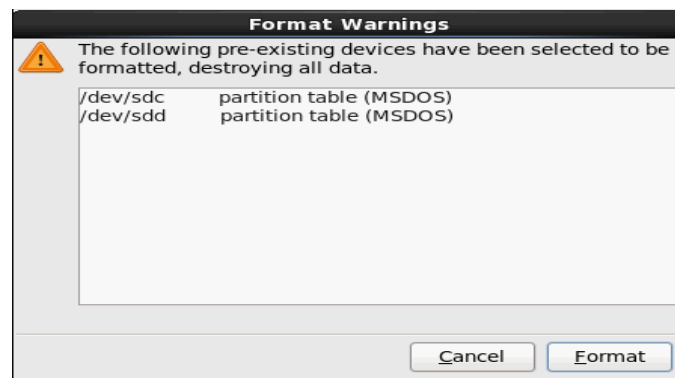 Format Warnings
The following pre-existing devices have been selected to be
formatted, destroying all data.
/dev/sdc partition table (MSDOS)
/dev/sdd partition table (MSDOS)
Cancel Format